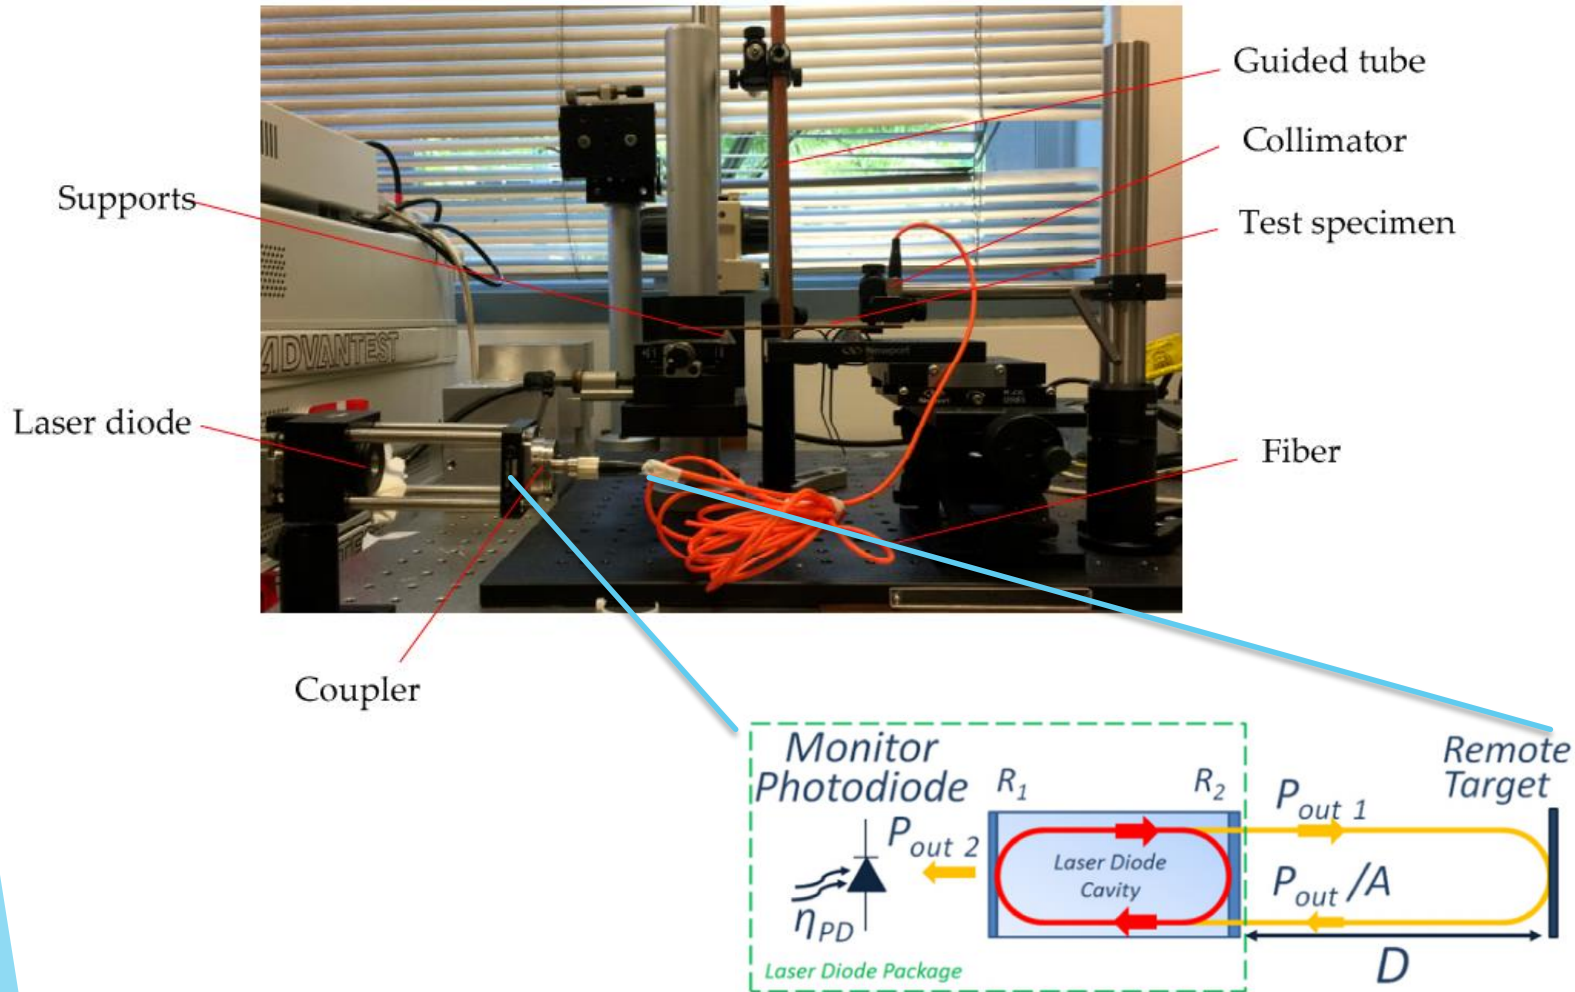 Guided tube
Collimator
Supports
Test specimen
ADVANTEST
Newport
Laser diode
Fiber
Coupler
Monitor
Photodiode
R1
R2
Pout 1
Remote
Target
Pout 2
Laser Diode
Cavity
Pout /A
ηPD
D
Laser Diode Package